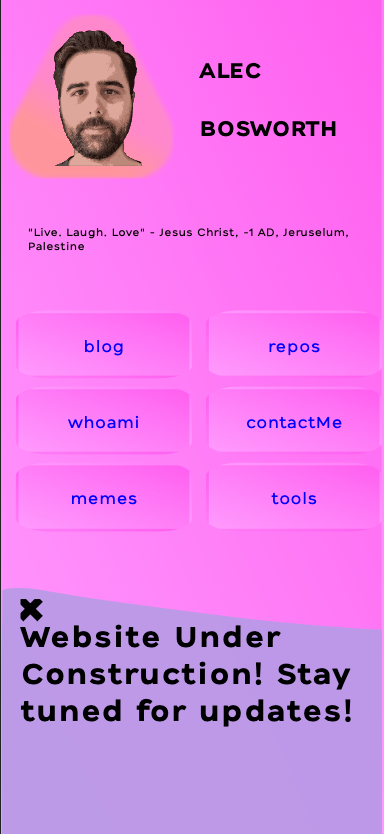 ALEC
BOSWORTH
"Live. Laugh. Love" - Jesus Christ, -1 AD, Jeruselum,
Palestine
blog
repos
whoami
contactMe
memes
tools
Website Under
Construction! Stay
tuned for updates!